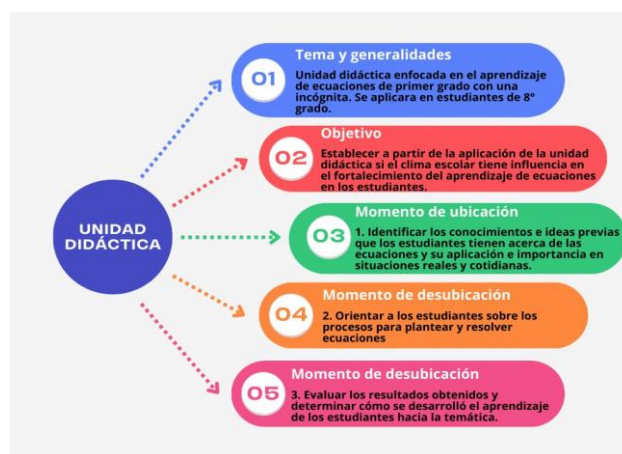 UNIDAD
DIDÁCTICA
01
Tema y generalidades
Unidad didáctica enfocada en el aprendizaje
de ecuaciones de primer grado con una
incógnita. Se aplicara en estudiantes de 8°
grado.
02
Objetivo
Establecer a partir de la aplicación de la unidad
didáctica si el clima escolar tiene influencia en
el fortalecimiento del aprendizaje de ecuaciones
en los estudiantes.
03
Momento de ubicación
1. Identificar los conocimientos e ideas previas
que los estudiantes tienen acerca de las
ecuaciones y su aplicación e importancia en
situaciones reales y cotidianas.
04
Momento de desubicación
2. Orientar a los estudiantes sobre los
procesos para plantear y resolver
ecuaciones
05
Momento de desubicación
3. Evaluar los resultados obtenidos y
determinar cómo se desarrolló el aprendizaje
de los estudiantes hacia la temática.